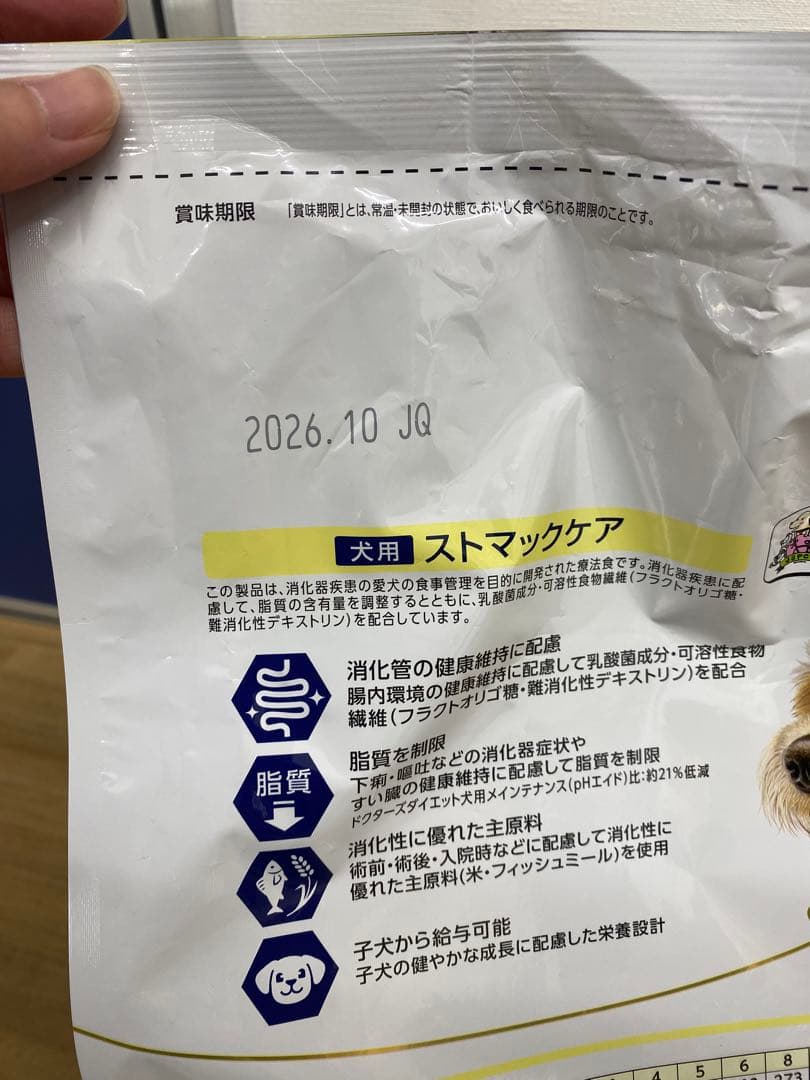 賞味期限 「賞味期限」とは、常温・未開封の状態で、おいしく食べられる期限のことです。
2026.10 JQ
犬用 ストマックケア
この製品は、消化器疾患の愛犬の食事管理を目的に開発された療法食です。消化器疾患に配
慮して、脂質の含有量を調整するとともに、乳酸菌成分・可溶性食物繊維(フラクトオリゴ糖・
難消化性デキストリン)を配合しています。
消化管の健康維持に配慮
腸内環境の健康維持に配慮して乳酸菌成分・可溶性食物
繊維(フラクトオリゴ糖・難消化性デキストリン)を配合
脂質
脂質を制限
下痢・嘔吐などの消化器症状や
すい臓の健康維持に配慮して脂質を制限
ドクターズダイエット犬用メインテナンス(pHエイド)比:約21%低減
消化性に優れた主原料
術前・術後・入院時などに配慮して消化性に
優れた主原料(米・フィッシュミール)を使用
子犬から給与可能
子犬の健やかな成長に配慮した栄養設計
4 5 6 8
273